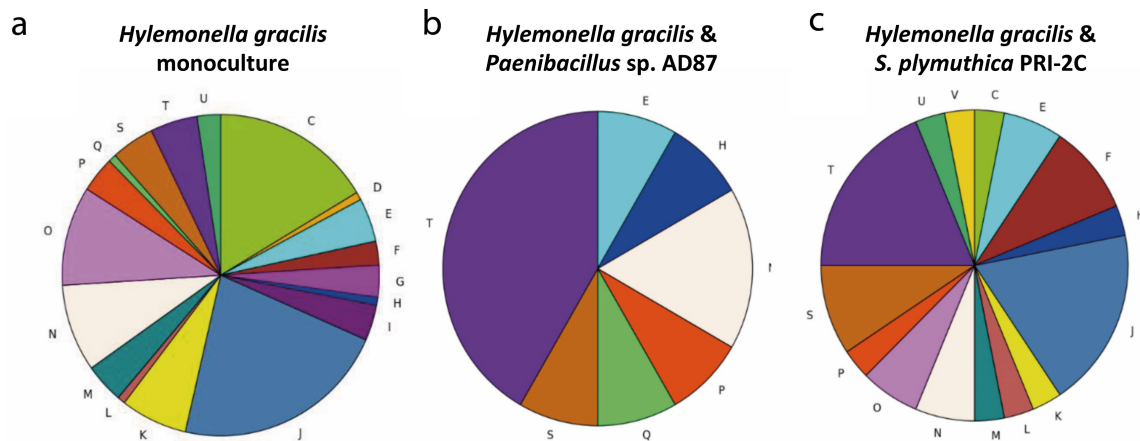 a
Hylemonella gracilis
monoculture
C
D
E
F
G
H
I
J
K
L
M
N
O
P
Q
S
T
U
b
Hylemonella gracilis &
Paenibacillus sp. AD87
E
H
P
Q
S
T
c
Hylemonella gracilis &
S. plymuthica PRI-2C
C
E
F
J
K
L
M
N
O
P
S
T
U
V